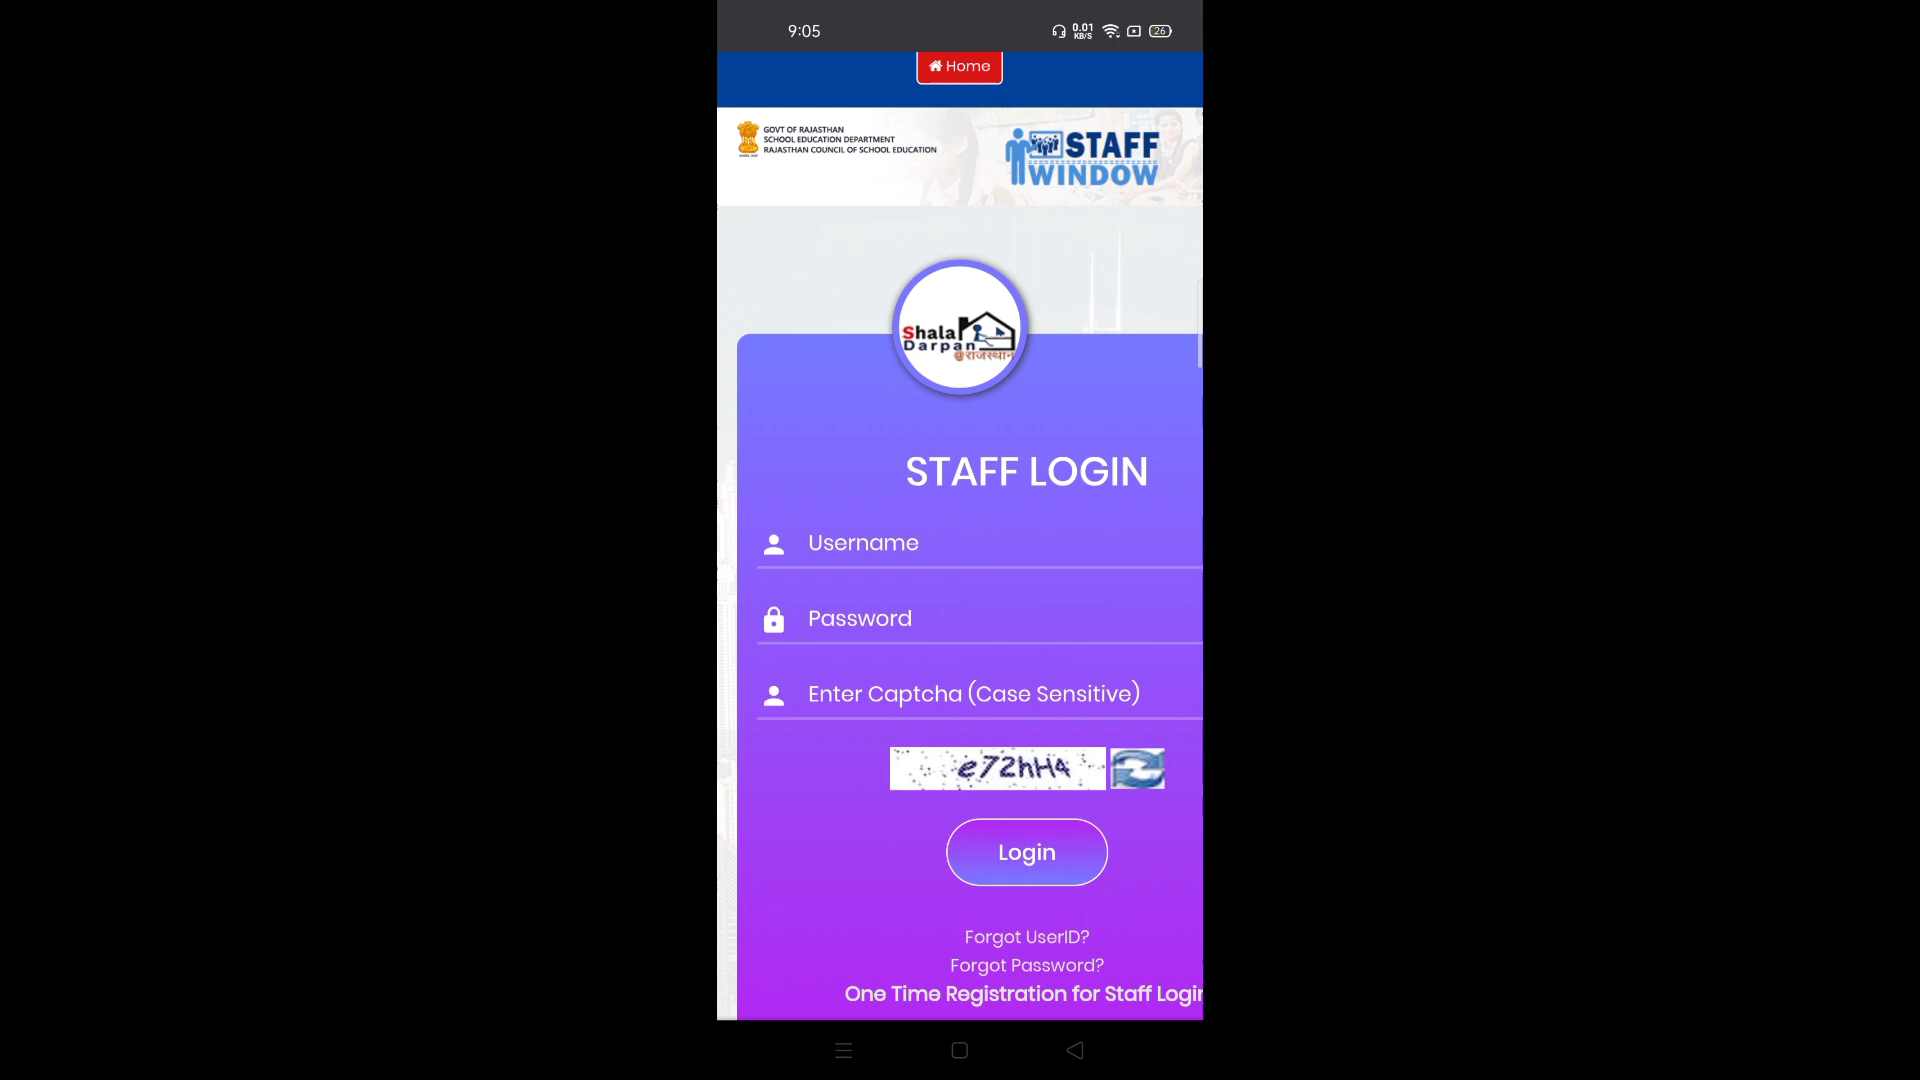 9:05
0.01
KB/S
26
Home
GOVT OF RAJASTHAN
SCHOOL EDUCATION DEPARTMENT
RAJASTHAN COUNCIL OF SCHOOL EDUCATION
STAFF
WINDOW
Shala
Darpan
@राजस्थान
STAFF LOGIN
Username
Password
Enter Captcha (Case Sensitive)
e72hH4
Login
Forgot UserID?
Forgot Password?
One Time Registration for Staff Login